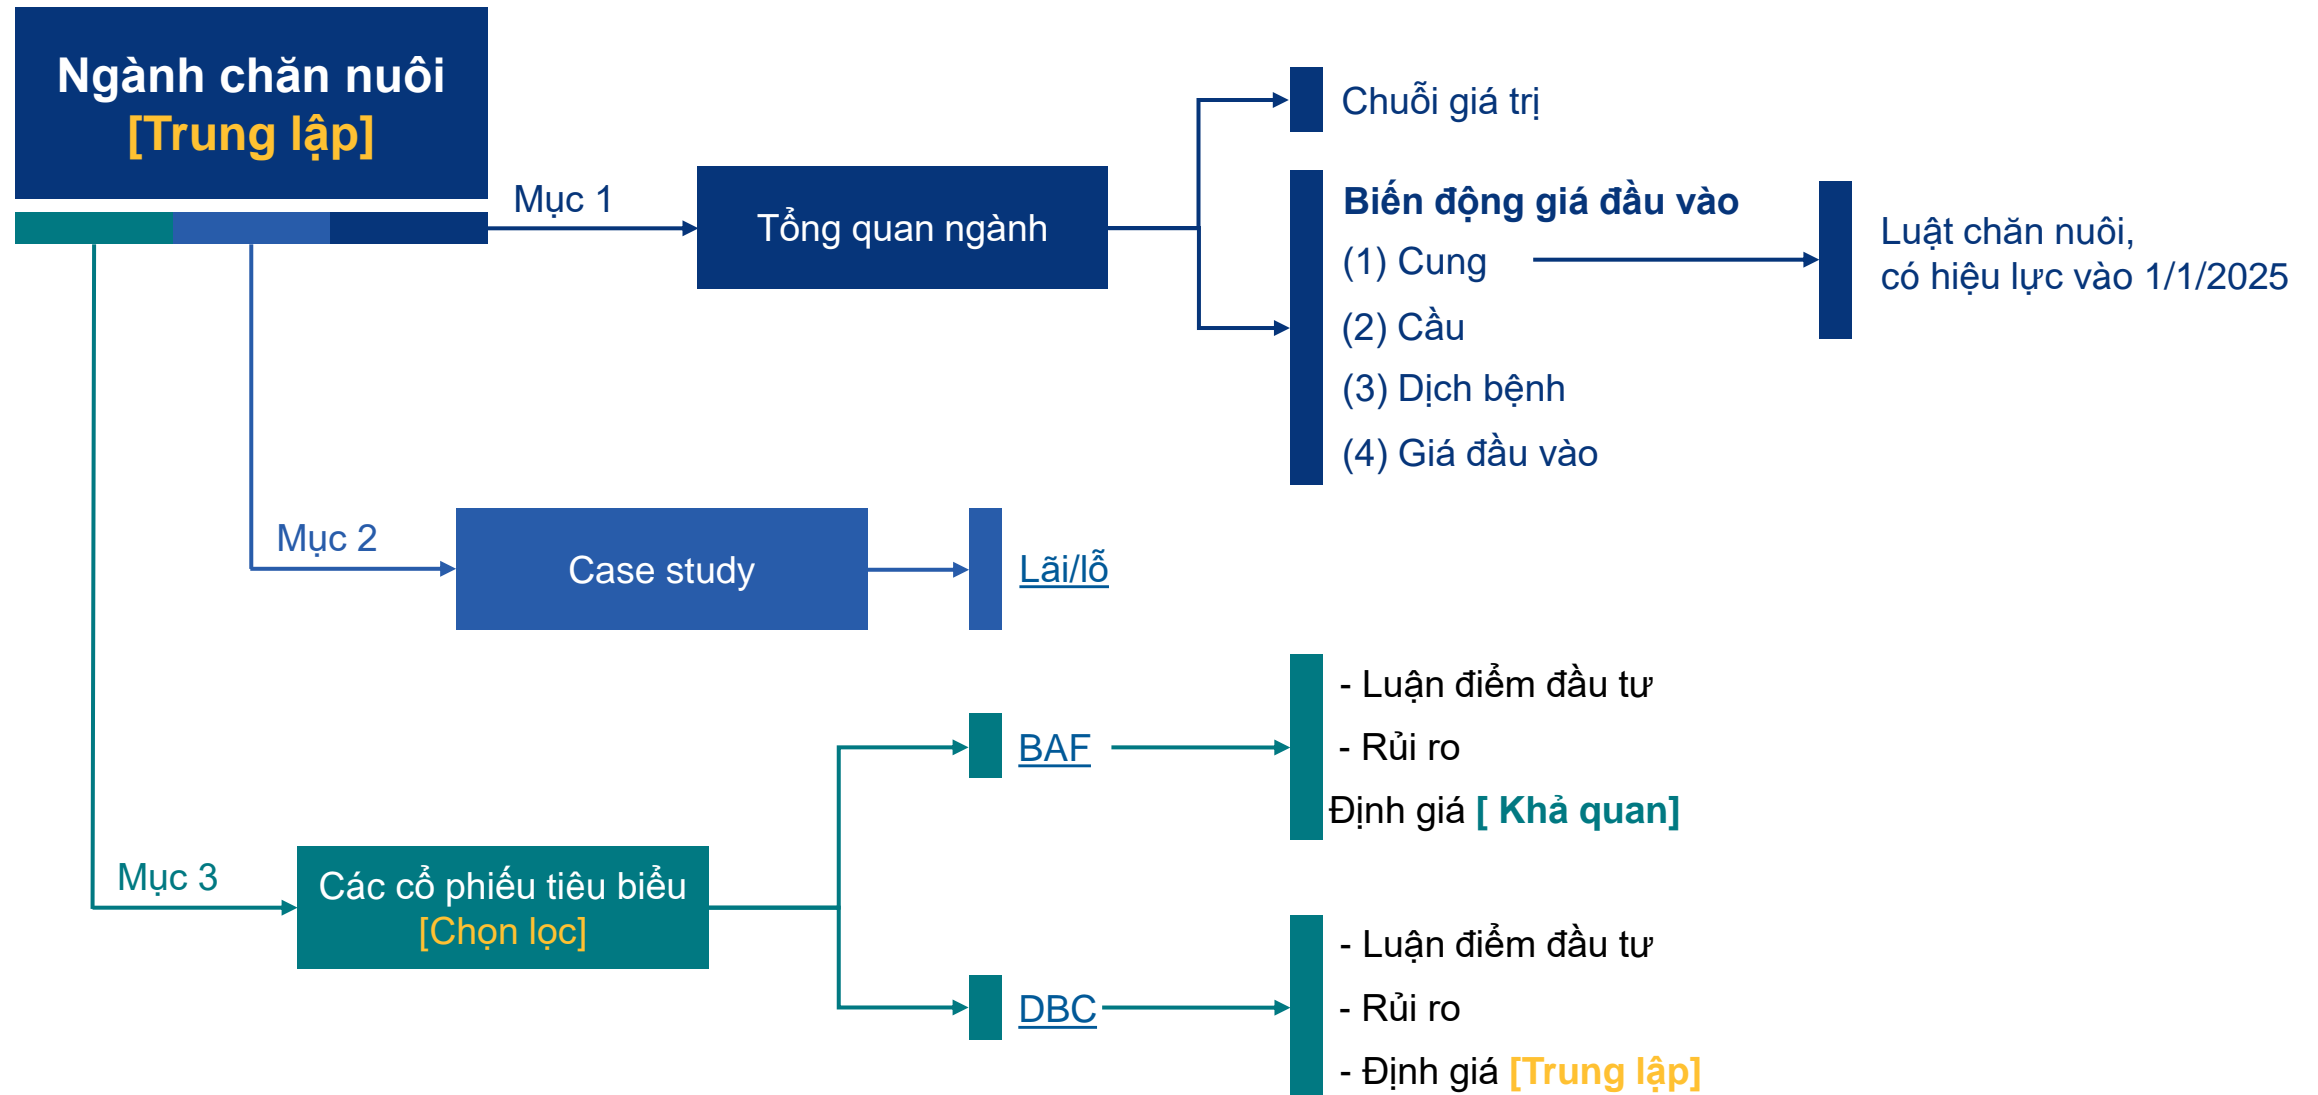 Ngành chăn nuôi
[Trung lập]
Mục 1
Tổng quan ngành
Chuỗi giá trị
Biến động giá đầu vào
(1) Cung
(2) Cầu
(3) Dịch bệnh
(4) Giá đầu vào
Luật chăn nuôi,
có hiệu lực vào 1/1/2025
Mục 2
Case study
Lãi/lỗ
Mục 3
Các cổ phiếu tiêu biểu
[Chọn lọc]
BAF
- Luận điểm đầu tư
- Rủi ro
Định giá [ Khả quan]
DBC
- Luận điểm đầu tư
- Rủi ro
- Định giá [Trung lập]